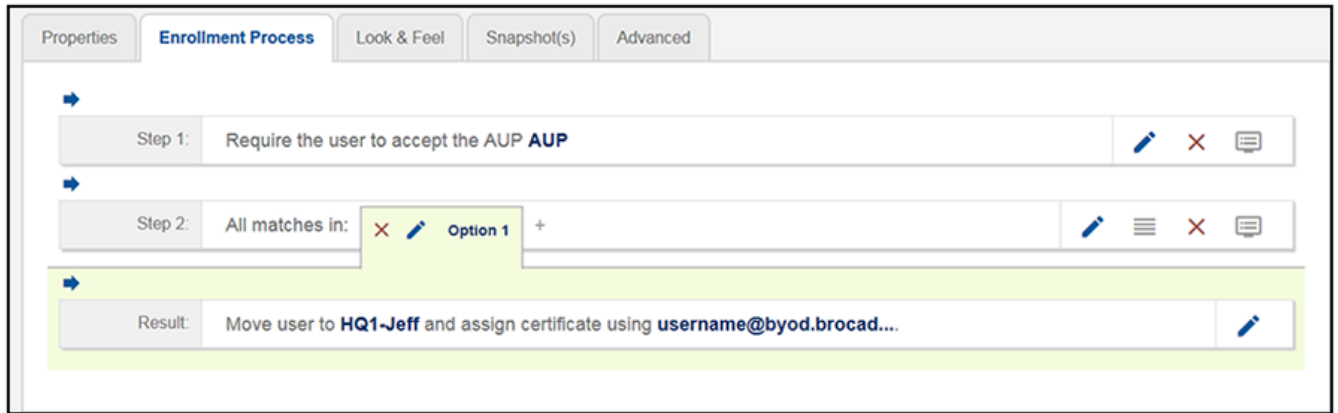 Properties Enrollment Process Look & Feel Snapshot(s) Advanced
Step 1: Require the user to accept the AUP AUP
Step 2: All matches in: Option 1 +
Result: Move user to HQ1-Jeff and assign certificate using username@byod.brocad....